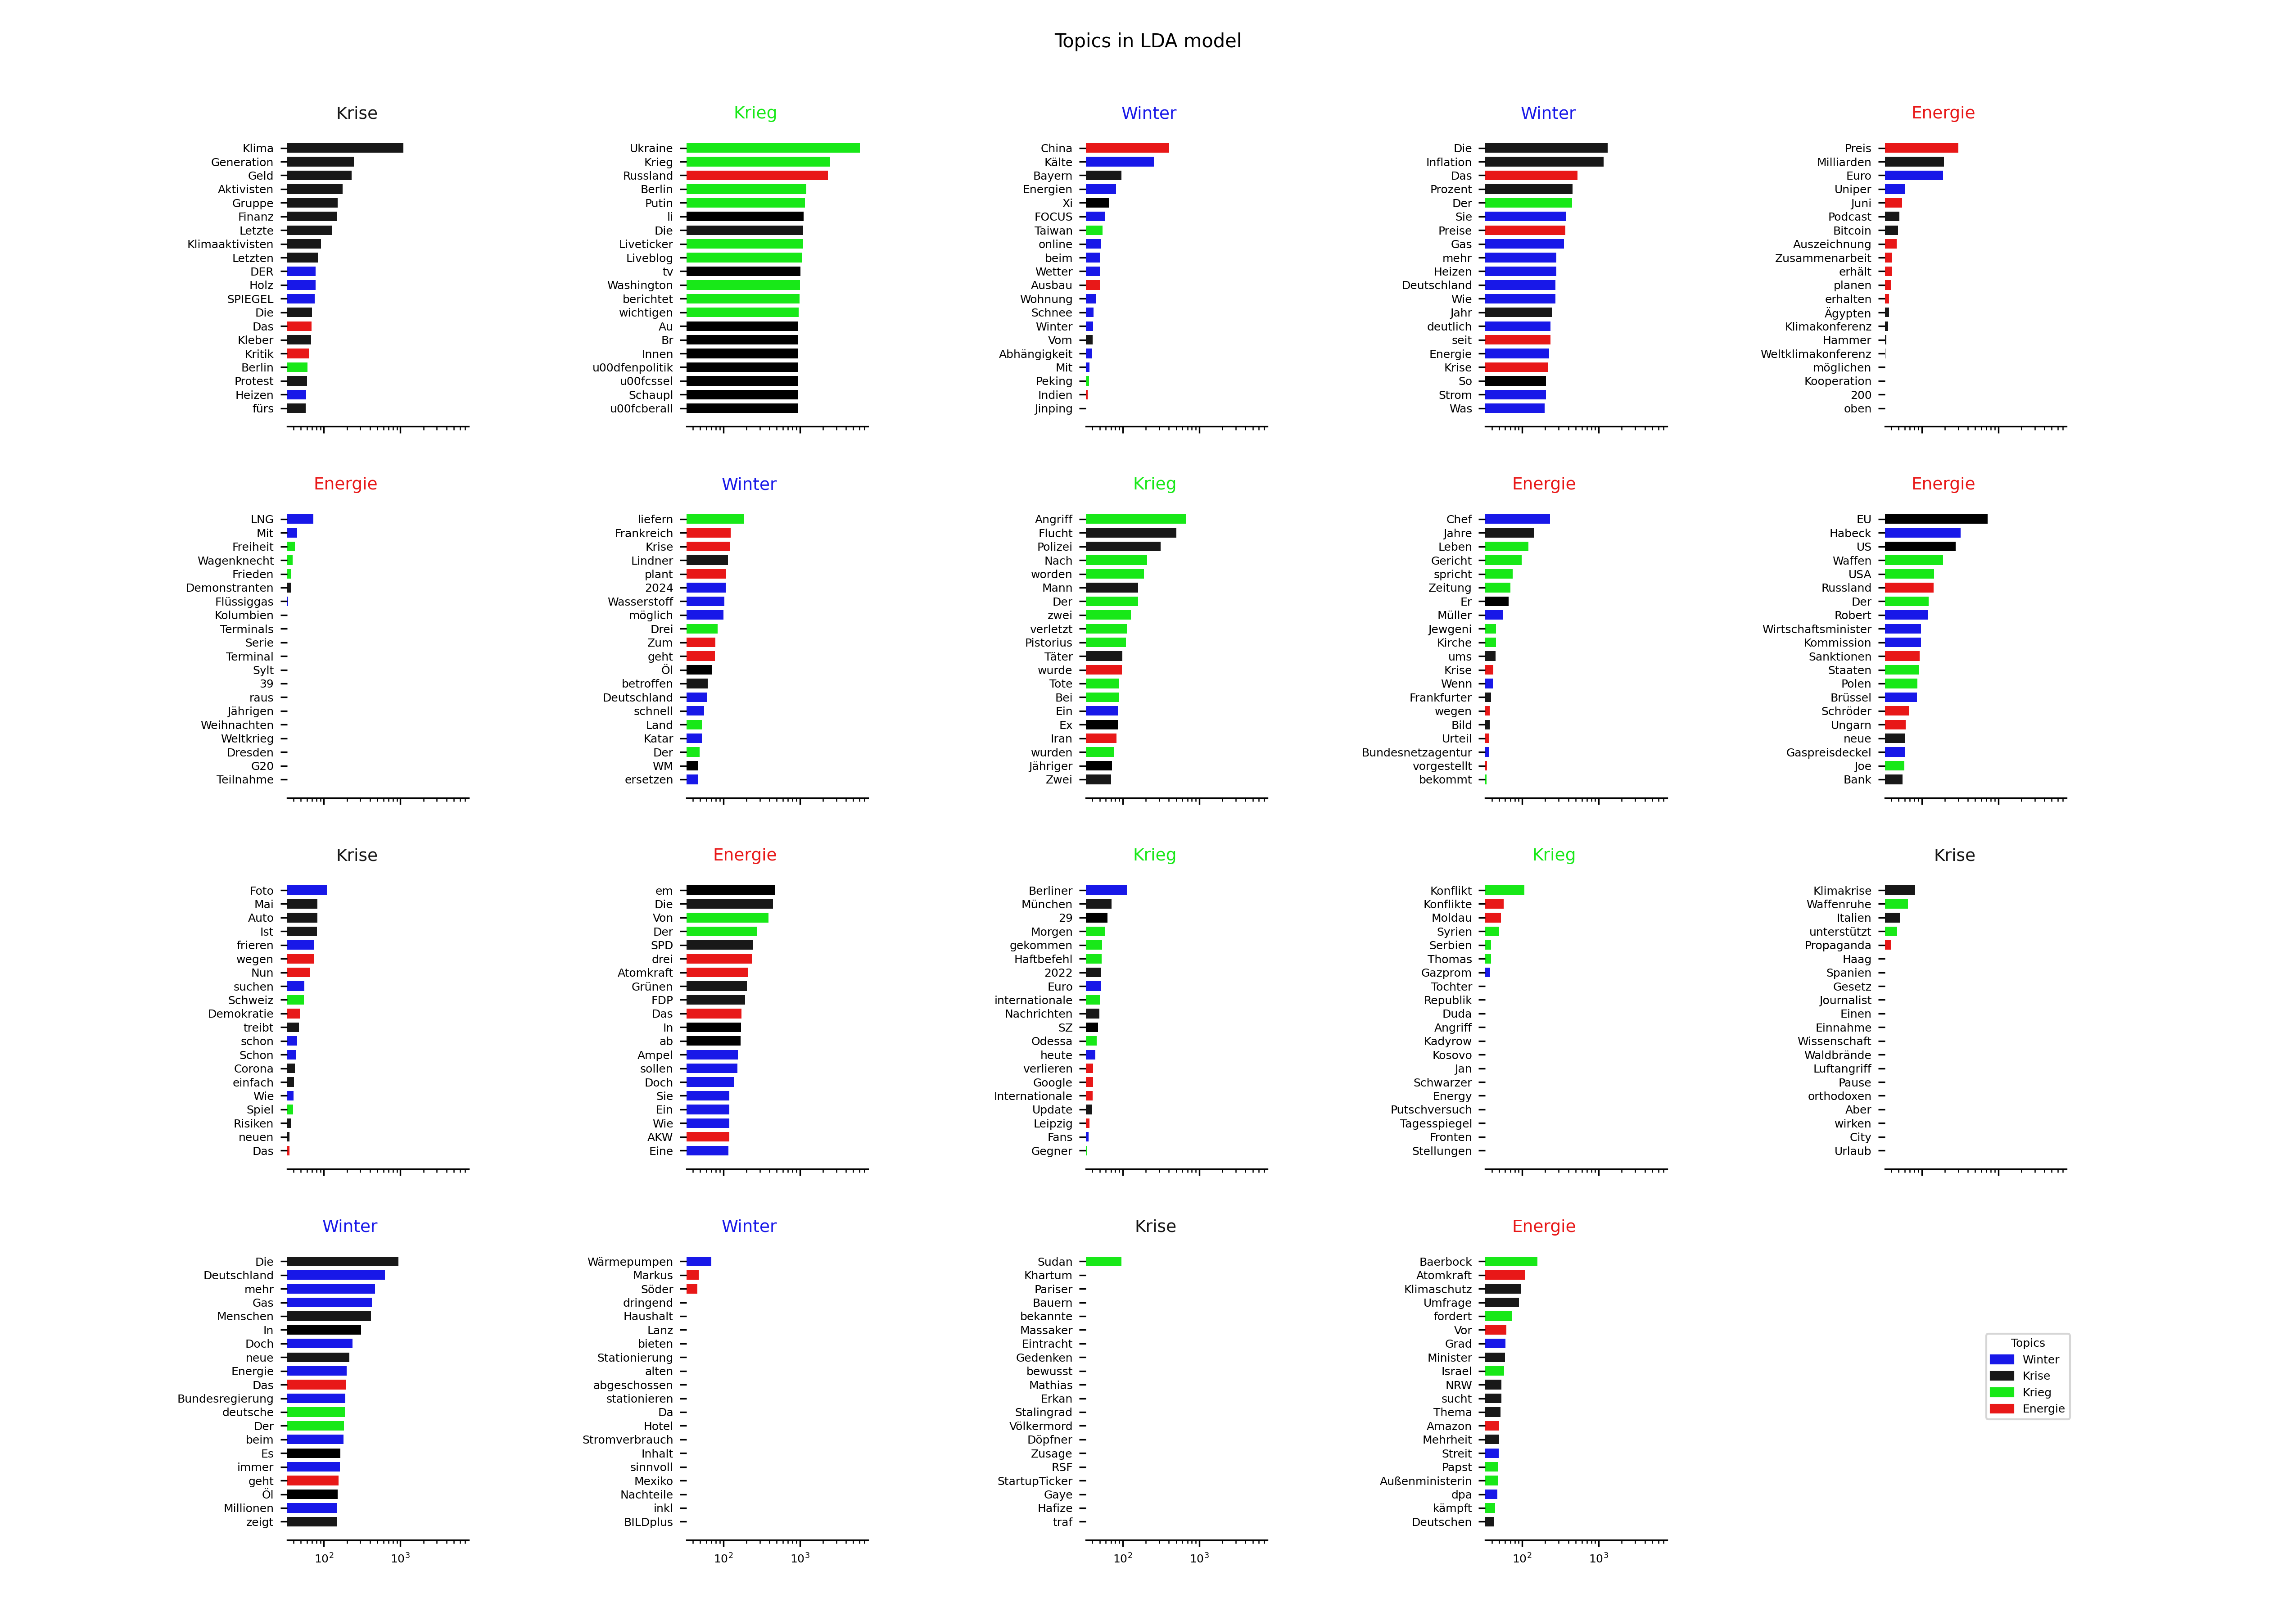 Topics in LDA model
Krise
Klima
Generation
Geld
Aktivisten
Gruppe
Finanz
Letzte
Klimaaktivisten
Letzten
DER
Holz
SPIEGEL
Die
Das
Kleber
Kritik
Berlin
Protest
Heizen
fürs
Krieg
Ukraine
Krieg
Russland
Berlin
Putin
li
Die
Liveticker
Liveblog
tv
Washington
berichtet
wichtigen
Au
Br
Innen
u00dfenpolitik
u00fcssel
Schaupl
u00fcberall
Winter
China
Kälte
Bayern
Energien
Xi
FOCUS
Taiwan
online
beim
Wetter
Ausbau
Wohnung
Schnee
Winter
Vom
Abhängigkeit
Mit
Peking
Indien
Jinping
Winter
Die
Inflation
Das
Prozent
Der
Sie
Preise
Gas
mehr
Heizen
Deutschland
Wie
Jahr
deutlich
seit
Energie
Krise
So
Strom
Was
Energie
Preis
Milliarden
Euro
Uniper
Juni
Podcast
Bitcoin
Auszeichnung
Zusammenarbeit
erhält
planen
erhalten
Ägypten
Klimakonferenz
Hammer
Weltklimakonferenz
möglichen
Kooperation
200
oben
Energie
LNG
Mit
Freiheit
Wagenknecht
Frieden
Demonstranten
Flüssiggas
Kolumbien
Terminals
Serie
Terminal
Sylt
39
raus
Jährigen
Weihnachten
Weltkrieg
Dresden
G20
Teilnahme
Winter
liefern
Frankreich
Krise
Lindner
plant
2024
Wasserstoff
möglich
Drei
Zum
geht
Öl
betroffen
Deutschland
schnell
Land
Katar
Der
WM
ersetzen
Krieg
Angriff
Flucht
Polizei
Nach
worden
Mann
Der
zwei
verletzt
Pistorius
Täter
wurde
Tote
Bei
Ein
Ex
Iran
wurden
Jähriger
Zwei
Energie
Chef
Jahre
Leben
Gericht
spricht
Zeitung
Er
Müller
Jewgeni
Kirche
ums
Krise
Wenn
Frankfurter
wegen
Bild
Urteil
Bundesnetzagentur
vorgestellt
bekommt
Energie
EU
Habeck
US
Waffen
USA
Russland
Der
Robert
Wirtschaftsminister
Kommission
Sanktionen
Staaten
Polen
Brüssel
Schröder
Ungarn
neue
Gaspreisdeckel
Joe
Bank
Krise
Foto
Mai
Auto
Ist
frieren
wegen
Nun
suchen
Schweiz
Demokratie
treibt
schon
Schon
Corona
einfach
Wie
Spiel
Risiken
neuen
Das
Energie
em
Die
Von
Der
SPD
drei
Atomkraft
Grünen
FDP
Das
In
ab
Ampel
sollen
Doch
Sie
Ein
Wie
AKW
Eine
Krieg
Berliner
München
29
Morgen
gekommen
Haftbefehl
2022
Euro
internationale
Nachrichten
SZ
Odessa
heute
verlieren
Google
Internationale
Update
Leipzig
Fans
Gegner
Krieg
Konflikt
Konflikte
Moldau
Syrien
Serbien
Thomas
Gazprom
Tochter
Republik
Duda
Angriff
Kadyrow
Kosovo
Jan
Schwarzer
Energy
Putschversuch
Tagesspiegel
Fronten
Stellungen
Krise
Klimakrise
Waffenruhe
Italien
unterstützt
Propaganda
Haag
Spanien
Gesetz
Journalist
Einen
Einnahme
Wissenschaft
Waldbrände
Luftangriff
Pause
orthodoxen
Aber
wirken
City
Urlaub
Winter
Die
Deutschland
mehr
Gas
Menschen
In
Doch
neue
Energie
Das
Bundesregierung
deutsche
Der
beim
Es
immer
geht
Öl
Millionen
zeigt
10² 10³
Winter
Wärmepumpen
Markus
Söder
dringend
Haushalt
Lanz
bieten
Stationierung
alten
abgeschossen
stationieren
Da
Hotel
Stromverbrauch
Inhalt
sinnvoll
Mexiko
Nachteile
inkl
BILDplus
10² 10³
Krise
Sudan
Khartum
Pariser
Bauern
bekannte
Massaker
Eintracht
Gedenken
bewusst
Mathias
Erkan
Stalingrad
Völkermord
Döpfner
Zusage
RSF
StartupTicker
Gaye
Hafize
traf
10² 10³
Energie
Baerbock
Atomkraft
Klimaschutz
Umfrage
fordert
Vor
Grad
Minister
Israel
NRW
sucht
Thema
Amazon
Mehrheit
Streit
Papst
Außenministerin
dpa
kämpft
Deutschen
10² 10³
Topics
Winter
Krise
Krieg
Energie